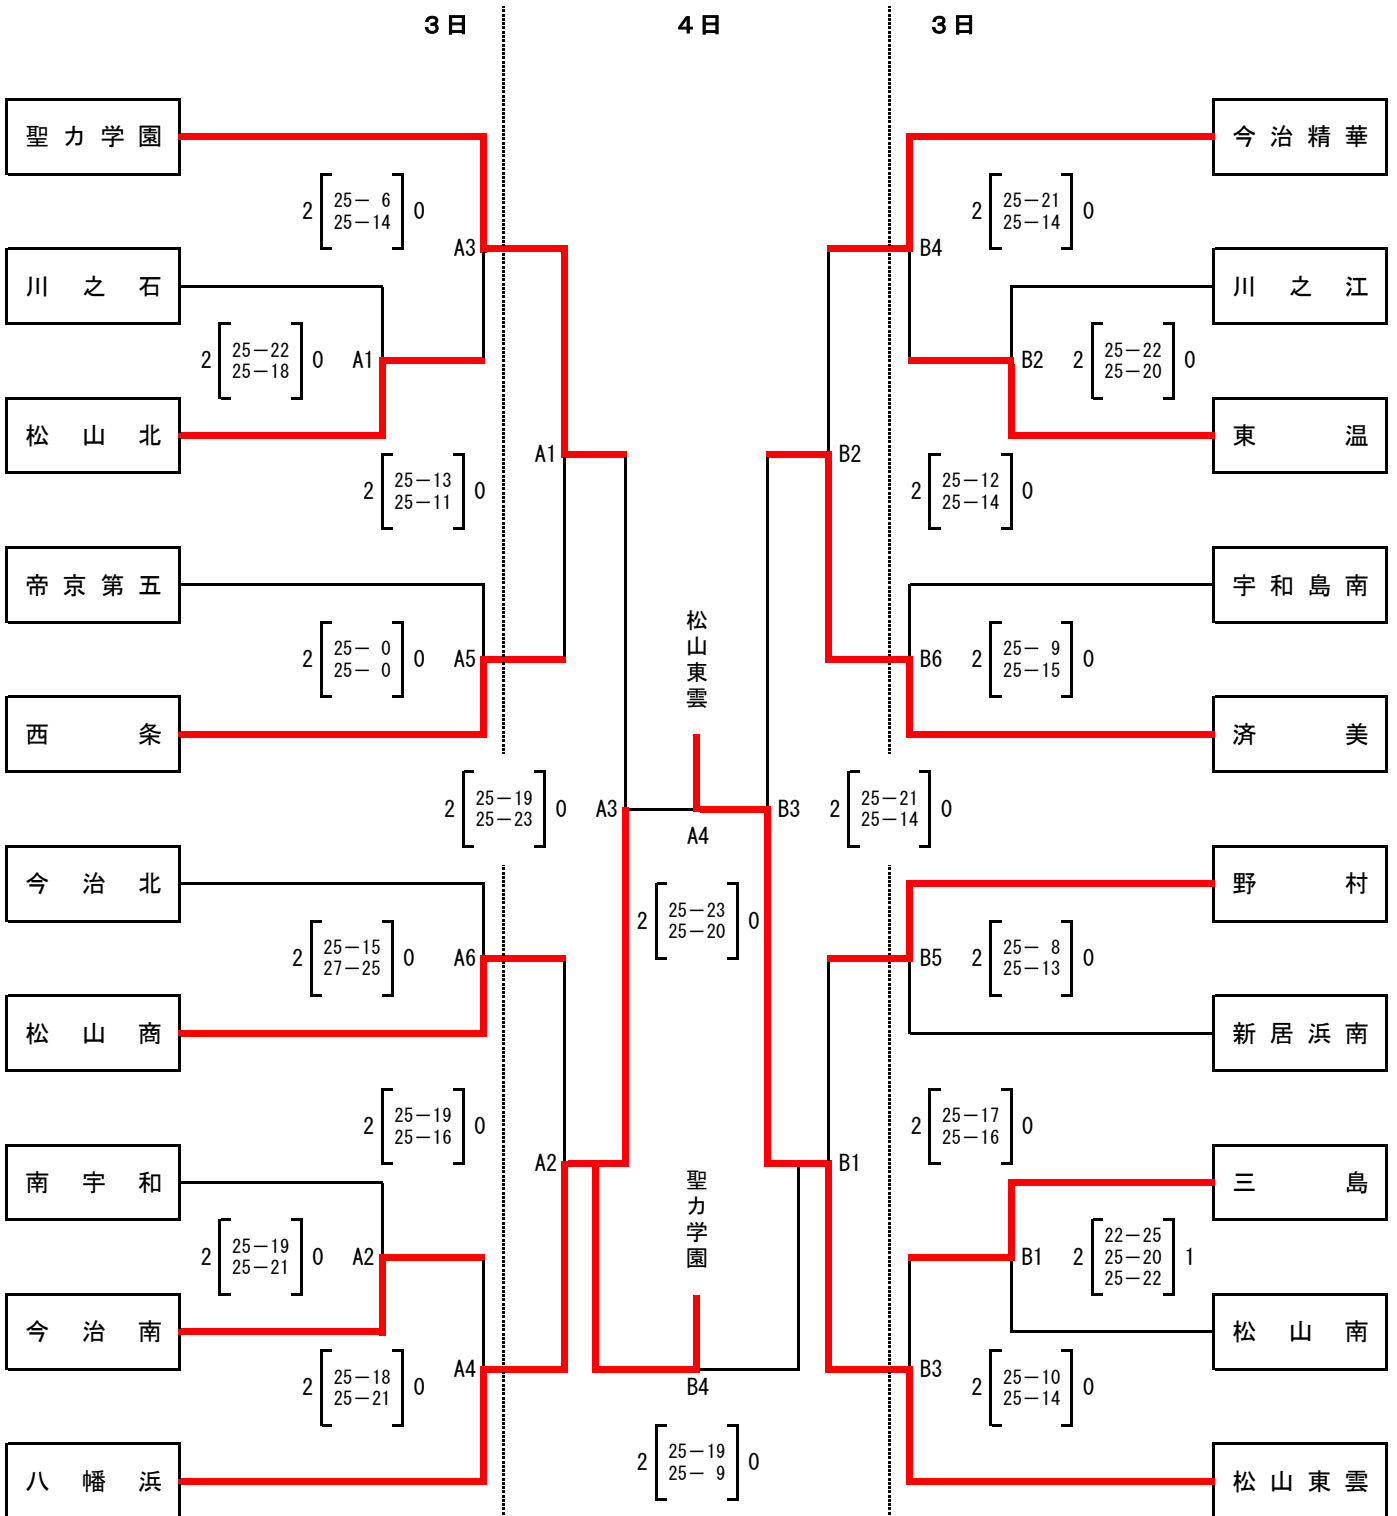 3日
4日
3日
聖カ学園
今治精華
2 25－ 6 0
25－14
2 25－21 0
25－14
A3
B4
川之石
川之江
2 25－22 0
25－18
A1
B2
2 25－22 0
25－20
松山北
東温
A1
B2
2 25－13 0
25－11
2 25－12 0
25－14
帝京第五
宇和島南
松山東雲
2 25－ 0 0
25－ 0
A5
B6
2 25－ 9 0
25－15
西条
済美
2 25－19 0
25－23
A3
A4
B3
2 25－21 0
25－14
今治北
野村
2 25－23 0
25－20
2 25－15 0
27－25
A6
B5
2 25－ 8 0
25－13
松山商
新居浜南
2 25－19 0
25－16
2 25－17 0
25－16
A2
B1
南宇和
三島
聖カ学園
2 25－19 0
25－21
A2
B1
2 22－25 1
25－20
25－22
今治南
松山南
2 25－18 0
25－21
A4
B4
B3
2 25－10 0
25－14
2 25－19 0
25－ 9
八幡浜
松山東雲